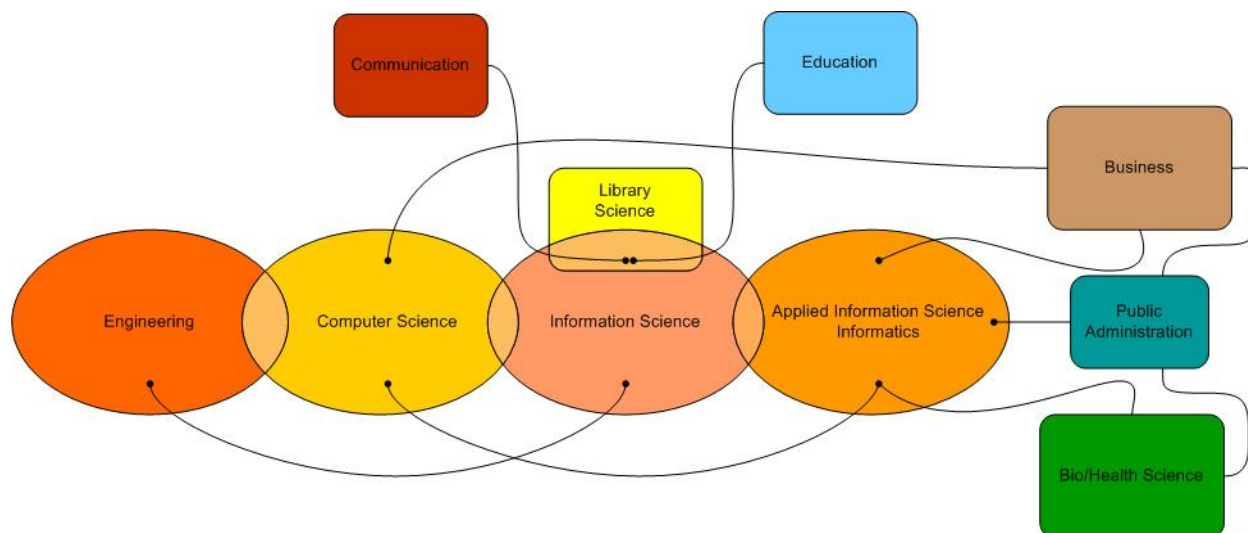 Communication
Education
Business
Library
Science
Engineering
Computer Science
Information Science
Applied Information Science
Informatics
Public
Administration
Bio/Health Science